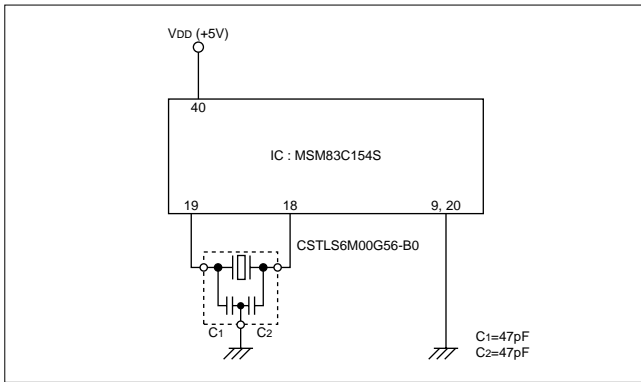 VDD (+5V)
40
IC : MSM83C154S
19
18
9, 20
CSTLS6M00G56-B0
C1
C2
C1=47pF
C2=47pF